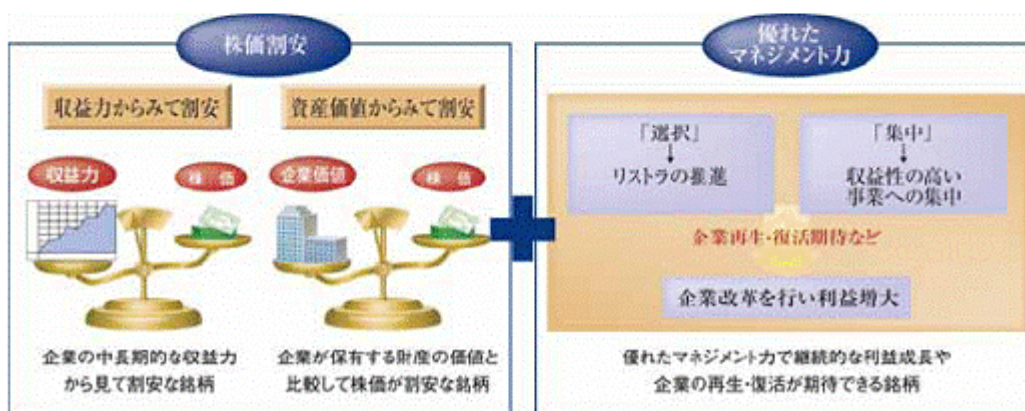 株価割安
収益力からみて割安
資産価値からみて割安
収益力
株 価
企業価値
株 価
企業の中長期的な収益力
から見て割安な銘柄
企業が保有する財産の価値と
比較して株価が割安な銘柄
優れた
マネジメント力
「選択」
リストラの推進
「集中」
収益性の高い
事業への集中
企業再生・復活期待など
企業改革を行い利益増大
優れたマネジメント力で継続的な利益成長や
企業の再生・復活が期待できる銘柄